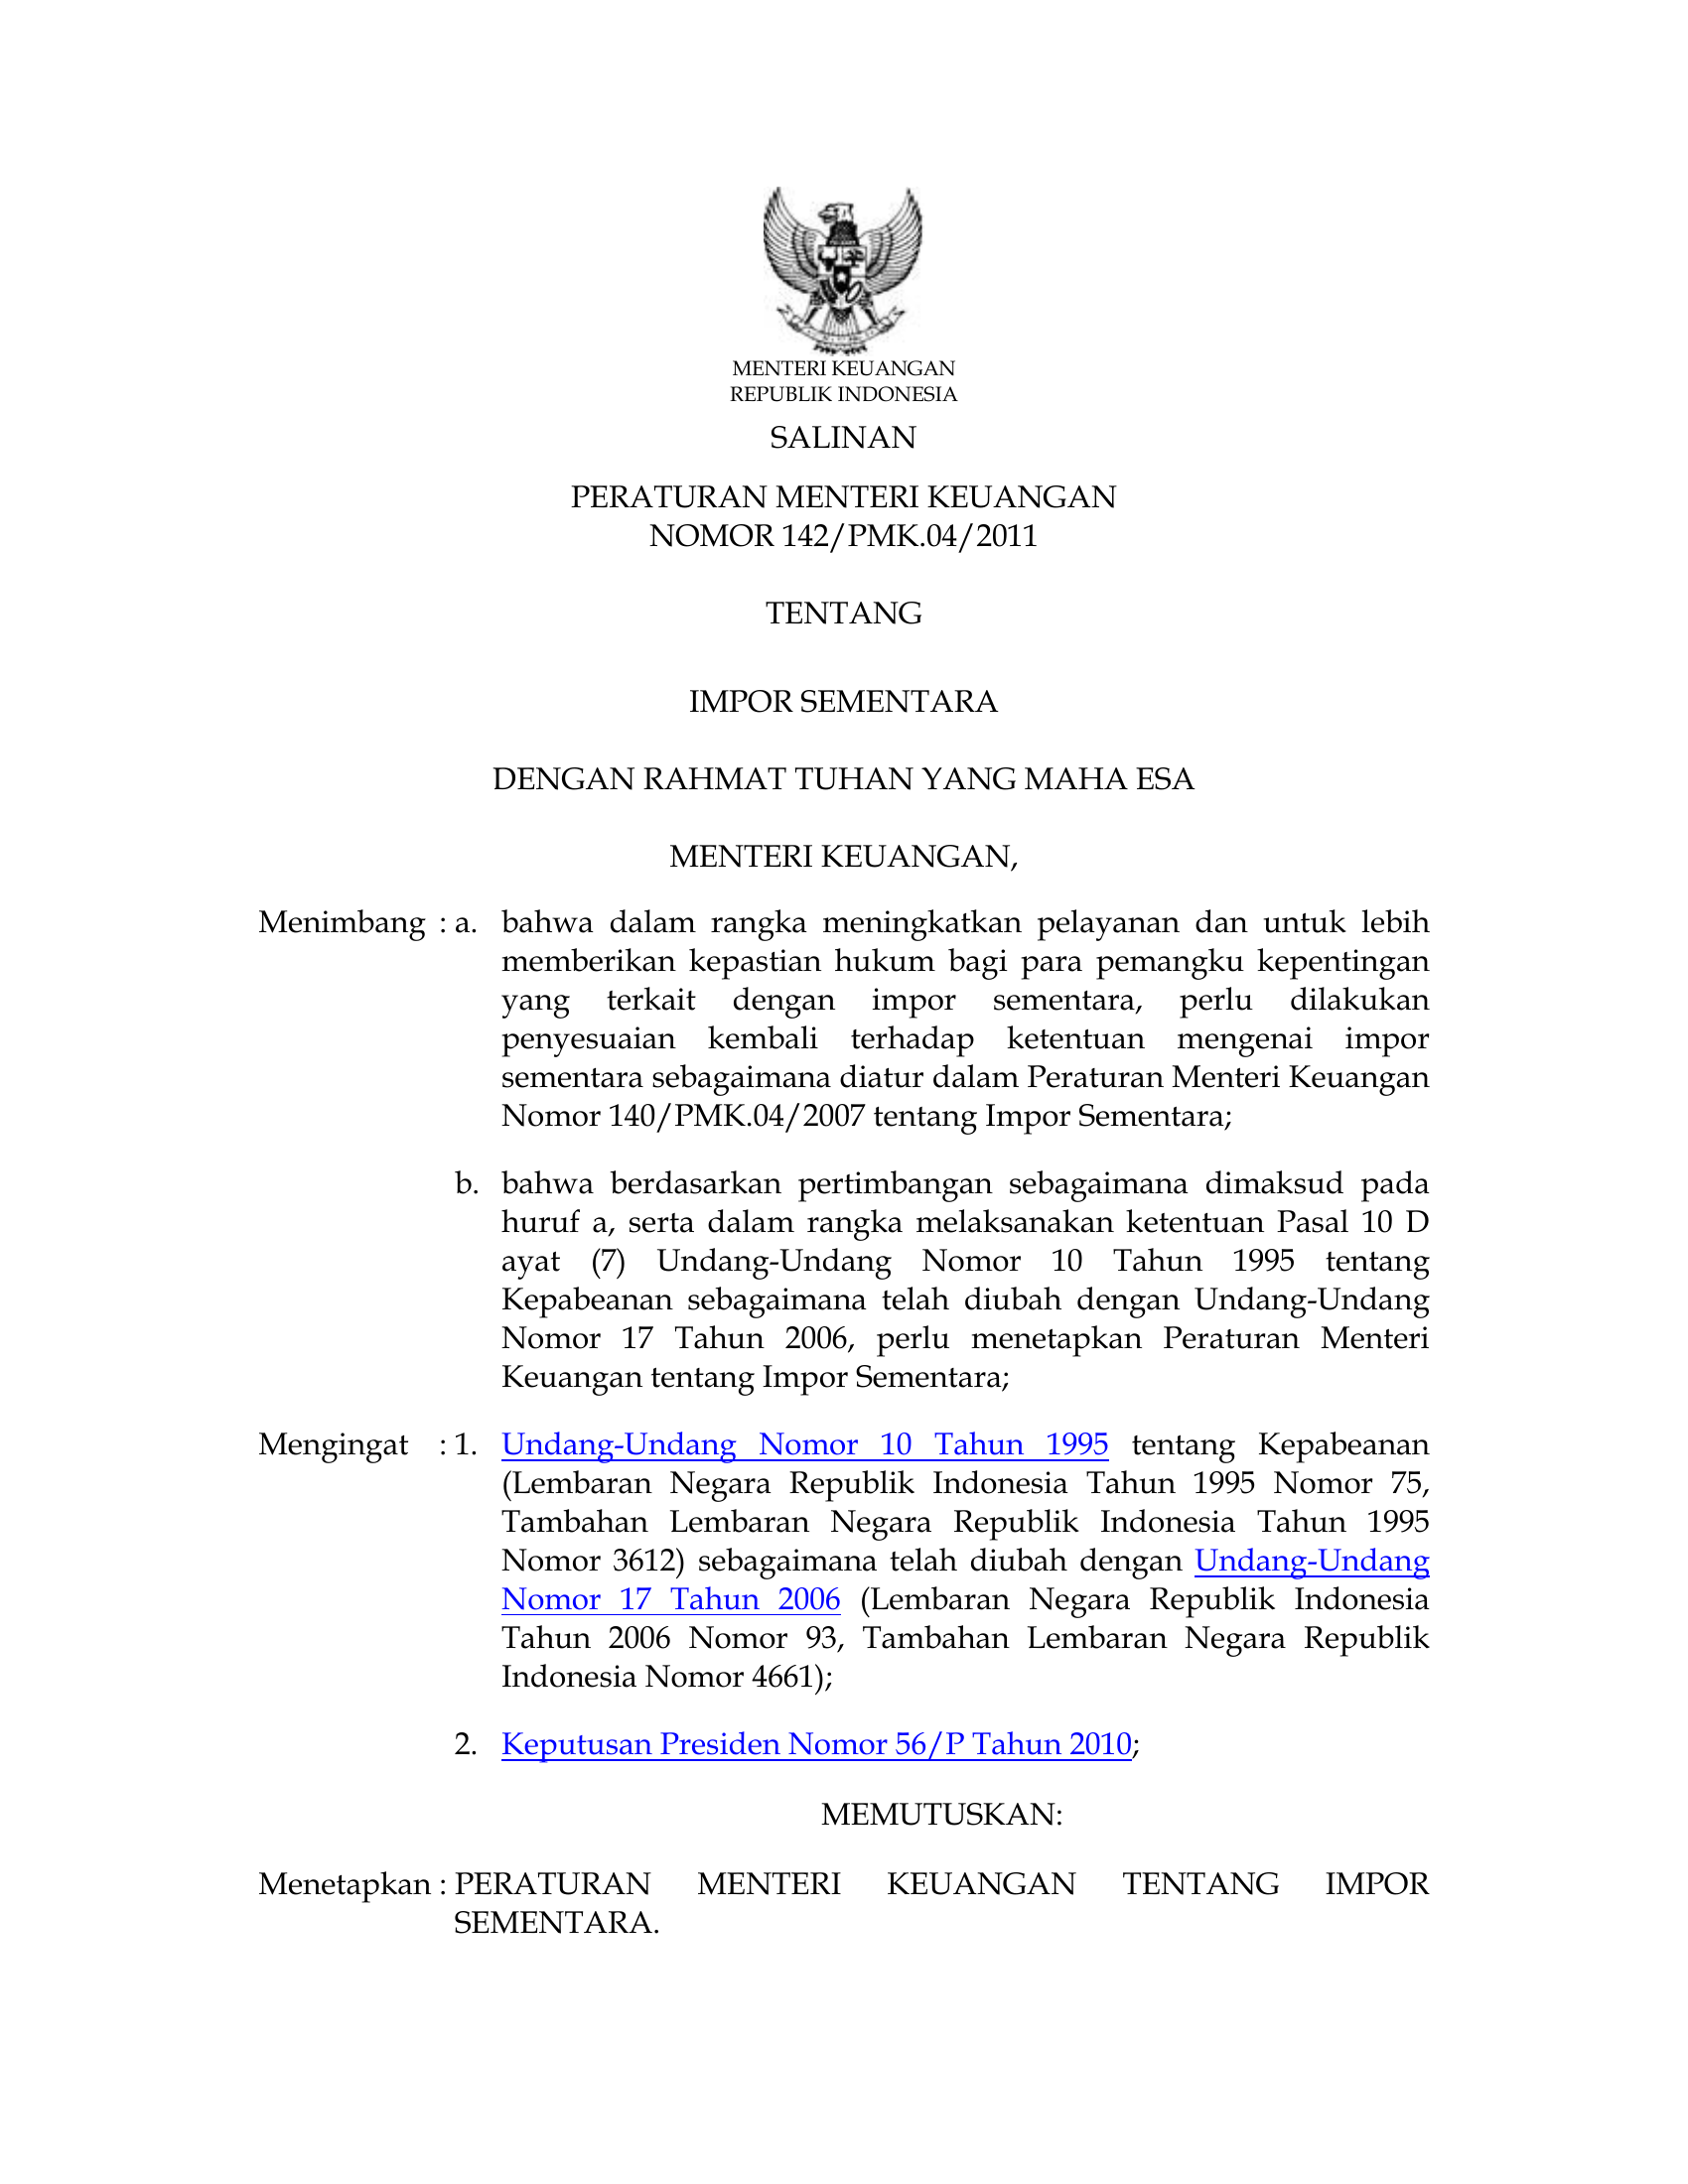 MENTERI KEUANGAN
REPUBLIK INDONESIA
SALINAN
PERATURAN MENTERI KEUANGAN
NOMOR 142/PMK.04/2011
TENTANG
IMPOR SEMENTARA
DENGAN RAHMAT TUHAN YANG MAHA ESA
MENTERI KEUANGAN,
Menimbang : a. bahwa dalam rangka meningkatkan pelayanan dan untuk lebih
memberikan kepastian hukum bagi para pemangku kepentingan
yang terkait dengan impor sementara, perlu dilakukan
penyesuaian kembali terhadap ketentuan mengenai impor
sementara sebagaimana diatur dalam Peraturan Menteri Keuangan
Nomor 140/PMK.04/2007 tentang Impor Sementara;
b. bahwa berdasarkan pertimbangan sebagaimana dimaksud pada
huruf a, serta dalam rangka melaksanakan ketentuan Pasal 10 D
ayat (7) Undang-Undang Nomor 10 Tahun 1995 tentang
Kepabeanan sebagaimana telah diubah dengan Undang-Undang
Nomor 17 Tahun 2006, perlu menetapkan Peraturan Menteri
Keuangan tentang Impor Sementara;
Mengingat : 1. Undang-Undang Nomor 10 Tahun 1995 tentang Kepabeanan
(Lembaran Negara Republik Indonesia Tahun 1995 Nomor 75,
Tambahan Lembaran Negara Republik Indonesia Tahun 1995
Nomor 3612) sebagaimana telah diubah dengan Undang-Undang
Nomor 17 Tahun 2006 (Lembaran Negara Republik Indonesia
Tahun 2006 Nomor 93, Tambahan Lembaran Negara Republik
Indonesia Nomor 4661);
2. Keputusan Presiden Nomor 56/P Tahun 2010;
MEMUTUSKAN:
Menetapkan : PERATURAN MENTERI KEUANGAN TENTANG IMPOR
SEMENTARA.